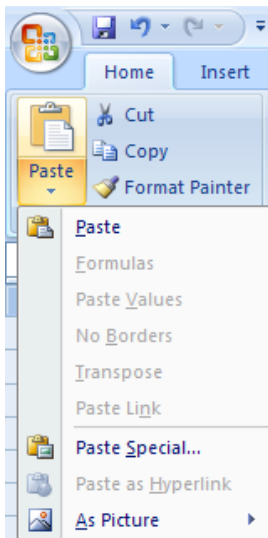 Home Insert
Cut
Copy
Paste
Format Painter
Paste
Formulas
Paste Values
No Borders
Transpose
Paste Link
Paste Special...
Paste as Hyperlink
As Picture